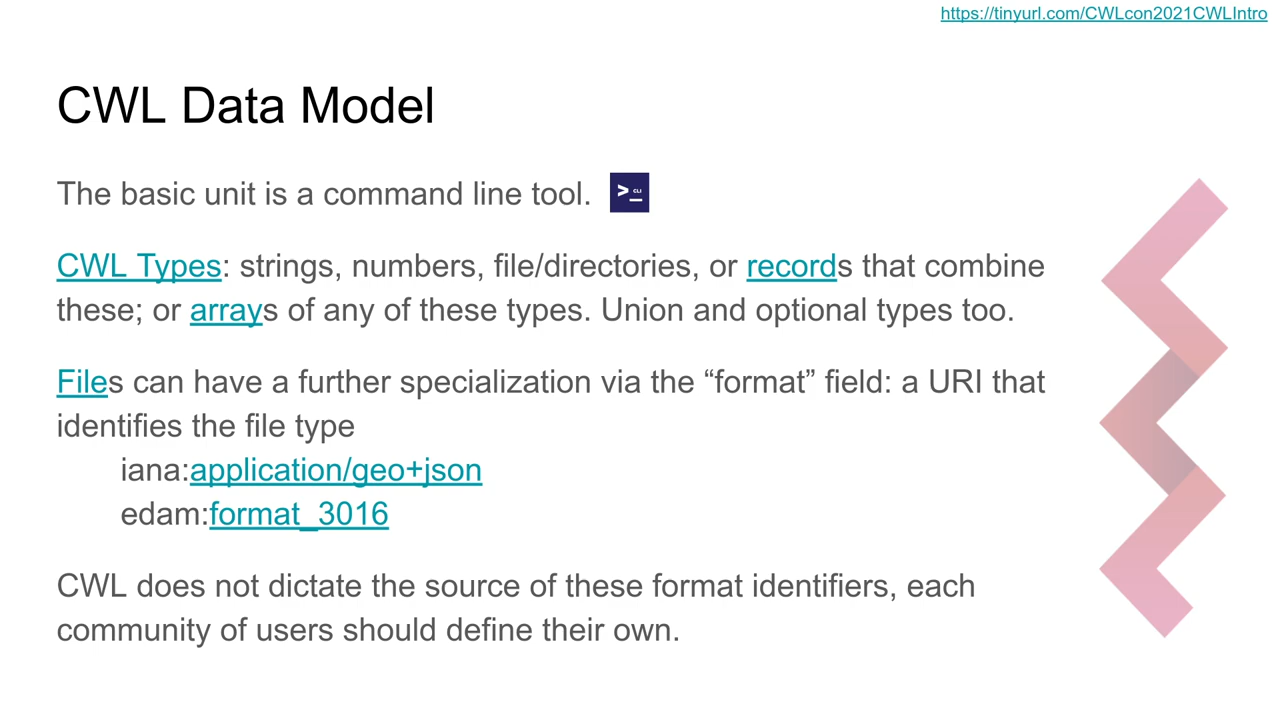 https://tinyurl.com/CWLcon2021CWLIntro
CWL Data Model
The basic unit is a command line tool. >_ CLI
CWL Types: strings, numbers, file/directories, or records that combine
these; or arrays of any of these types. Union and optional types too.
Files can have a further specialization via the “format” field: a URI that
identifies the file type
iana:application/geo+json
edam:format_3016
CWL does not dictate the source of these format identifiers, each
community of users should define their own.